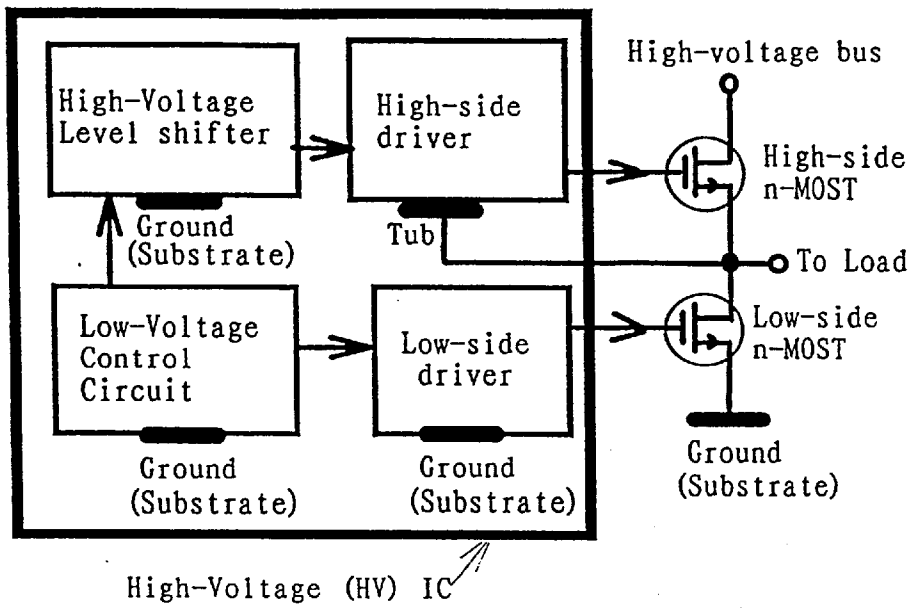 High-voltage bus
High-Voltage
Level shifter
High-side
driver
High-side
n-MOST
Ground
(Substrate)
Tub
To Load
Low-Voltage
Control
Circuit
Low-side
driver
Low-side
n-MOST
Ground
(Substrate)
Ground
(Substrate)
Ground
(Substrate)
High-Voltage (HV) IC